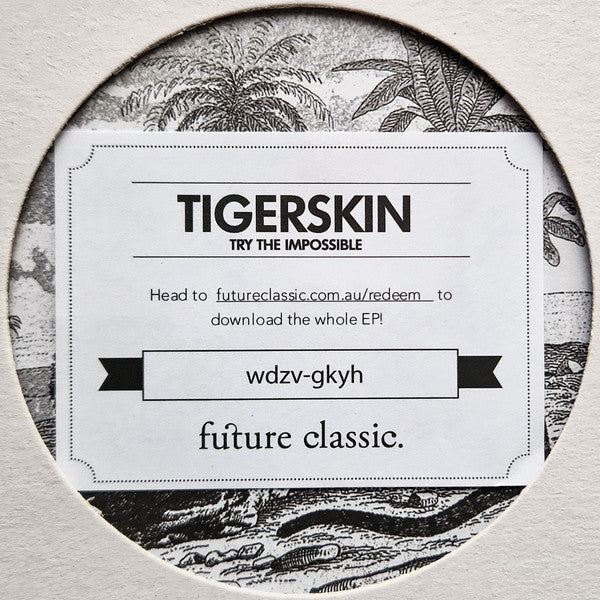 TIGERSKIN
TRY THE IMPOSSIBLE
Head to futureclassic.com.au/redeem to
download the whole EP!
wdzv-gkyh
future classic.